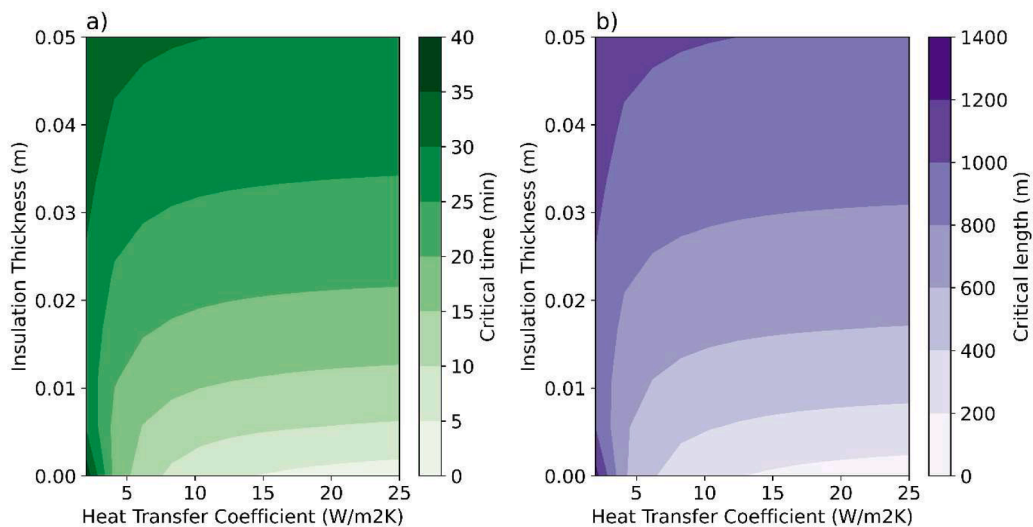 a)
0.05
0.04
0.03
0.02
0.01
0.00
Insulation Thickness (m)
5 10 15 20 25
Heat Transfer Coefficient (W/m2K)
40
35
30
25
20
15
10
5
0
Critical time (min)
b)
0.05
0.04
0.03
0.02
0.01
0.00
Insulation Thickness (m)
5 10 15 20 25
Heat Transfer Coefficient (W/m2K)
1400
1200
1000
800
600
400
200
0
Critical length (m)